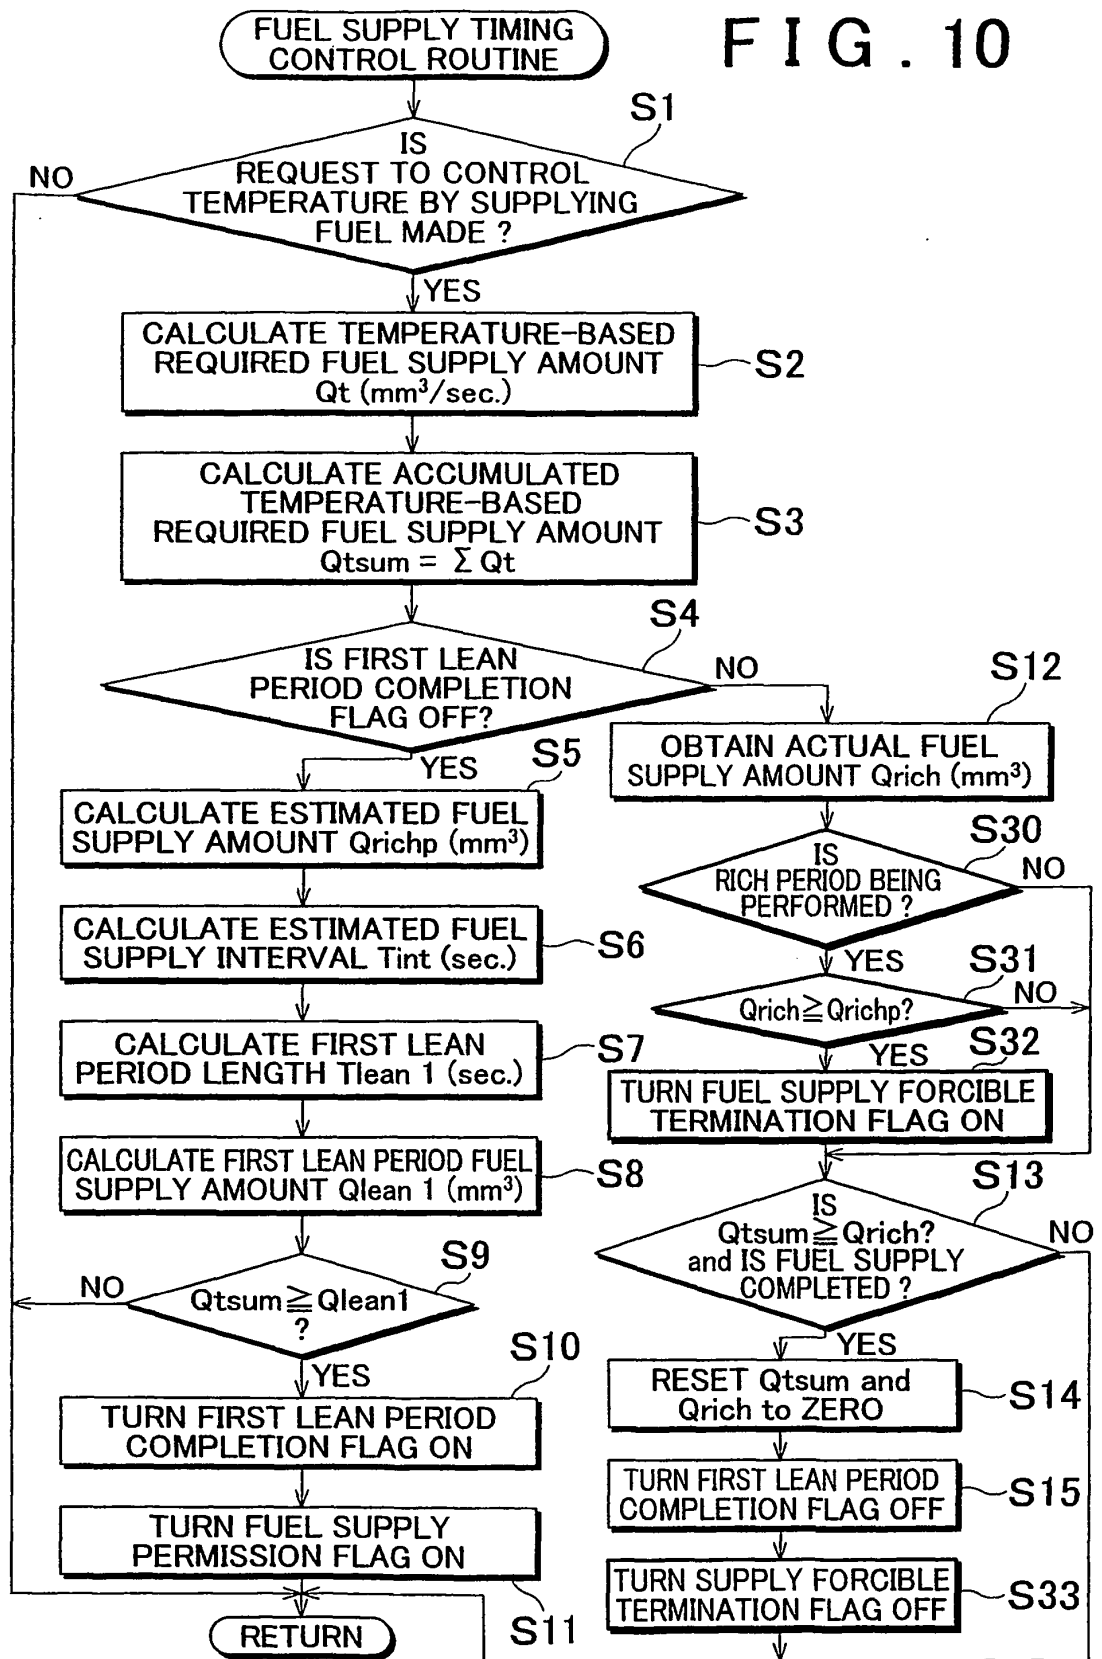 FIG. 10
FUEL SUPPLY TIMING
CONTROL ROUTINE
S1
IS
REQUEST TO CONTROL
TEMPERATURE BY SUPPLYING
FUEL MADE ?
NO
YES
CALCULATE TEMPERATURE-BASED
REQUIRED FUEL SUPPLY AMOUNT
Qt (mm³/sec.)
S2
CALCULATE ACCUMULATED
TEMPERATURE-BASED
REQUIRED FUEL SUPPLY AMOUNT
Qtsum = Σ Qt
S3
S4
IS FIRST LEAN
PERIOD COMPLETION
FLAG OFF?
NO
YES
S5
CALCULATE ESTIMATED FUEL
SUPPLY AMOUNT Qrichp (mm³)
CALCULATE ESTIMATED FUEL
SUPPLY INTERVAL Tint (sec.)
S6
CALCULATE FIRST LEAN
PERIOD LENGTH Tlean 1 (sec.)
S7
CALCULATE FIRST LEAN PERIOD FUEL
SUPPLY AMOUNT Qlean 1 (mm³)
S8
S9
NO
Qtsum≧Qlean1
?
YES
S10
TURN FIRST LEAN PERIOD
COMPLETION FLAG ON
TURN FUEL SUPPLY
PERMISSION FLAG ON
S11
RETURN
S12
OBTAIN ACTUAL FUEL
SUPPLY AMOUNT Qrich (mm³)
S30
IS
RICH PERIOD BEING
PERFORMED ?
NO
YES
S31
Qrich≧Qrichp?
NO
YES
S32
TURN FUEL SUPPLY FORCIBLE
TERMINATION FLAG ON
S13
IS
Qtsum≧Qrich?
and IS FUEL SUPPLY
COMPLETED ?
NO
YES
RESET Qtsum and
Qrich to ZERO
S14
TURN FIRST LEAN PERIOD
COMPLETION FLAG OFF
S15
TURN SUPPLY FORCIBLE
TERMINATION FLAG OFF
S33